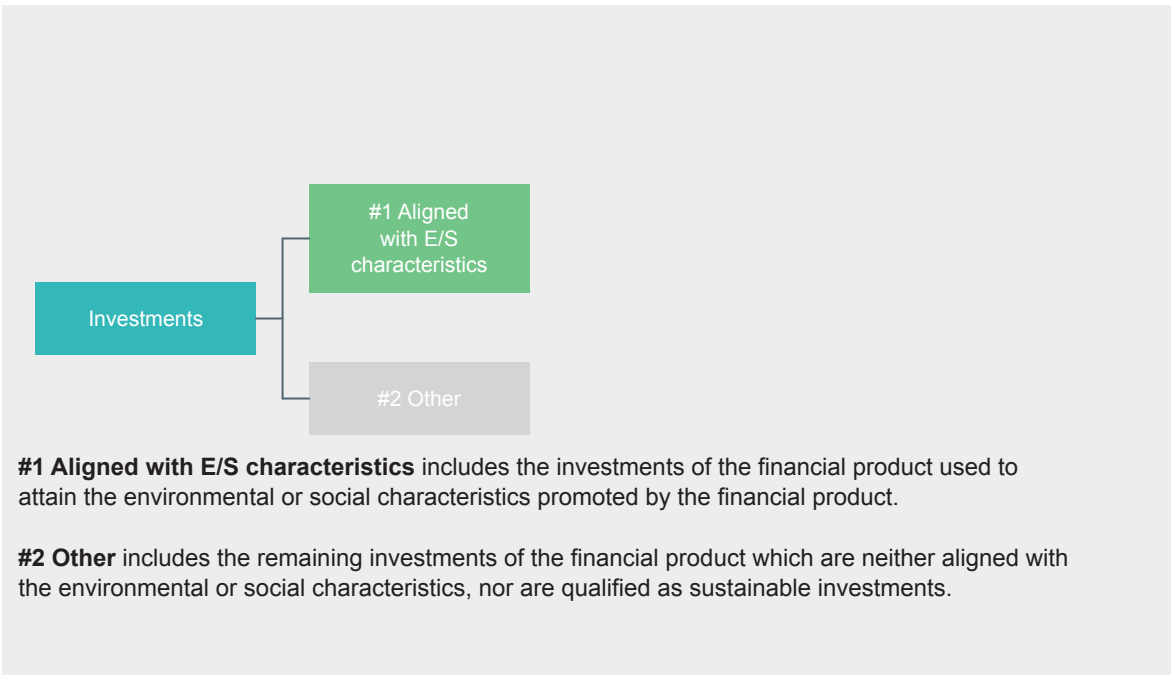 #1 Aligned
with E/S
characteristics
Investments
#2 Other
#1 Aligned with E/S characteristics includes the investments of the financial product used to
attain the environmental or social characteristics promoted by the financial product.
#2 Other includes the remaining investments of the financial product which are neither aligned with
the environmental or social characteristics, nor are qualified as sustainable investments.